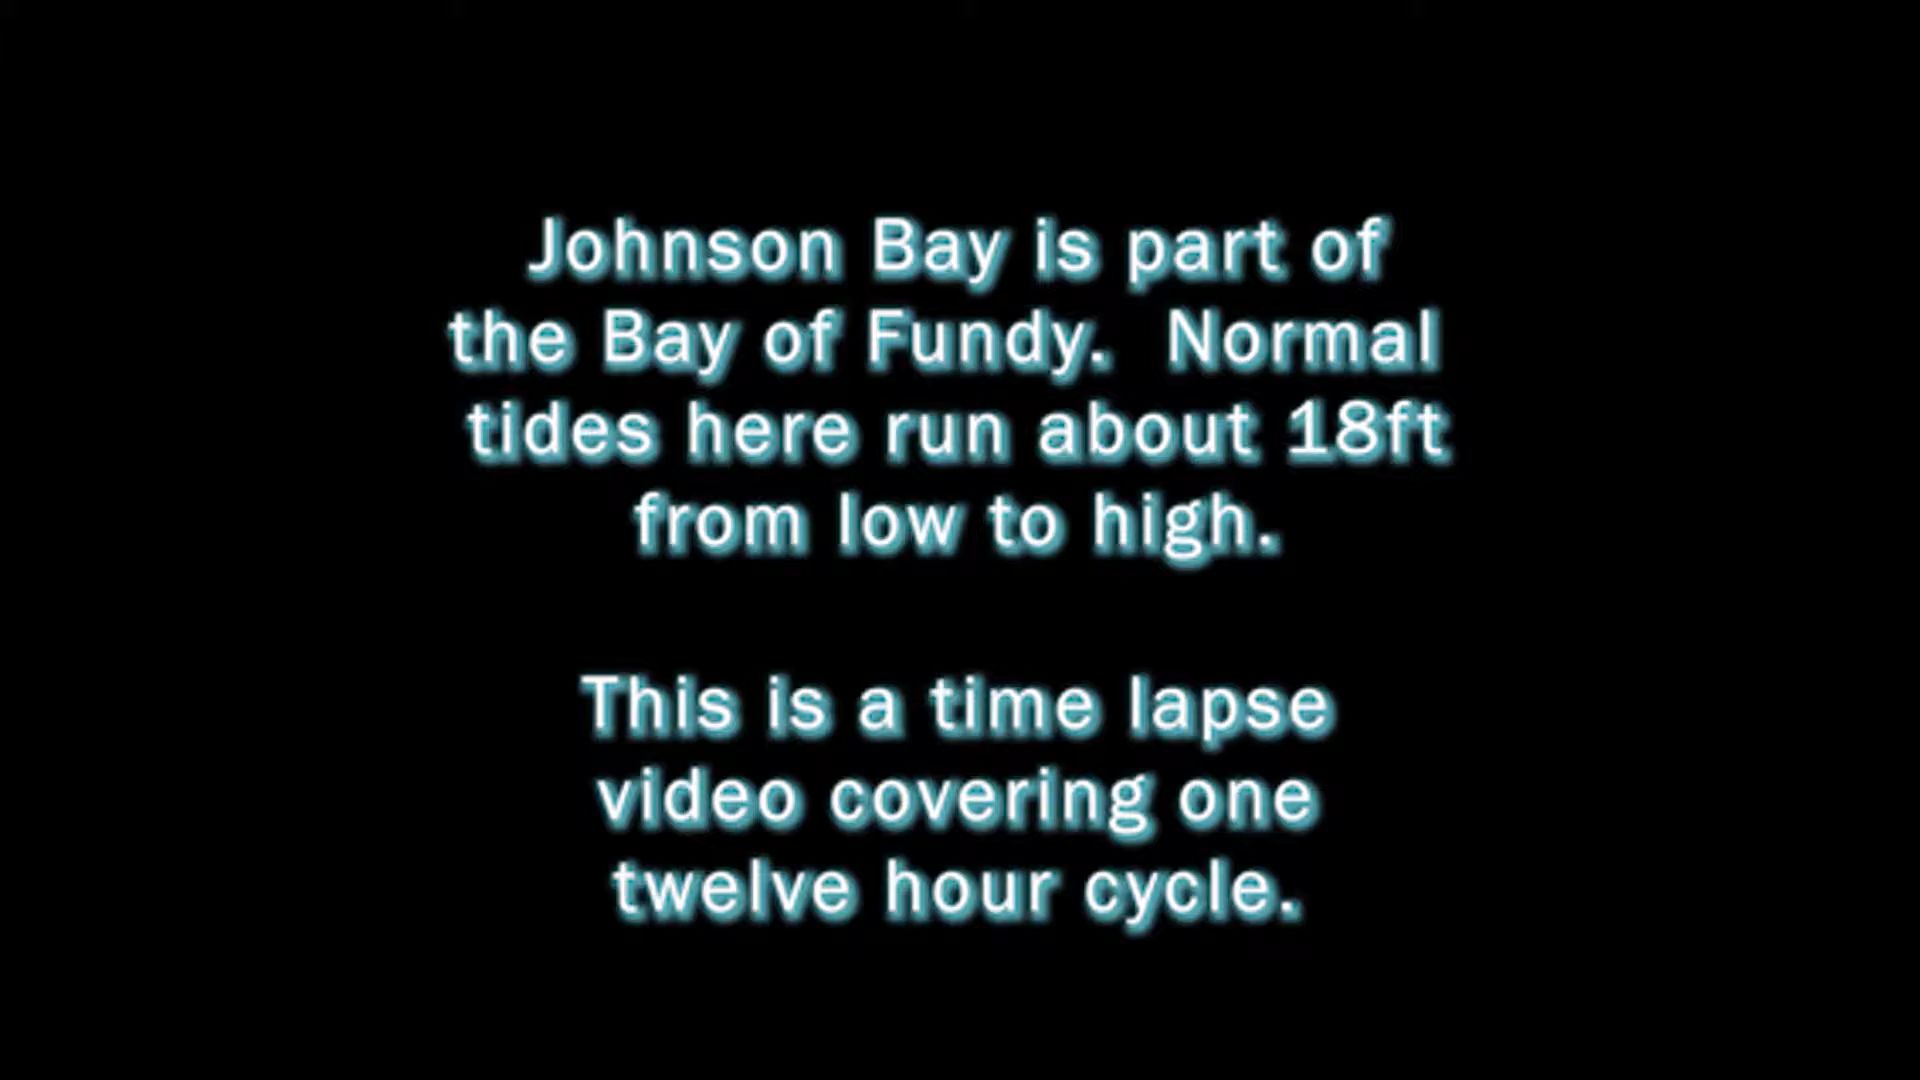 Johnson Bay is part of
the Bay of Fundy.  Normal
tides here run about 18ft
from low to high.
This is a time lapse
video covering one
twelve hour cycle.